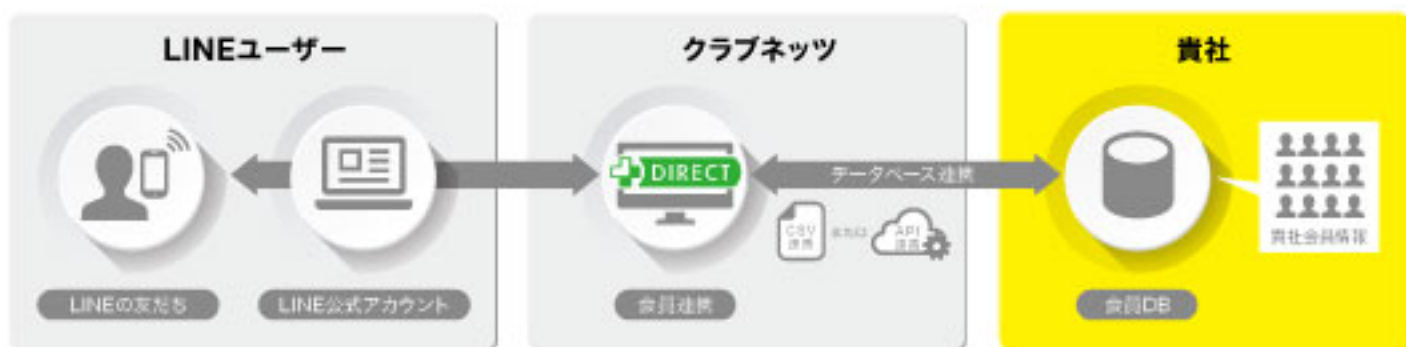 LINEユーザー
クラブネッツ
貴社
DIRECT
データベース連携
CSV
連携
または
API
連携
貴社会員情報
LINEの友だち
LINE公式アカウント
会員連携
会員DB